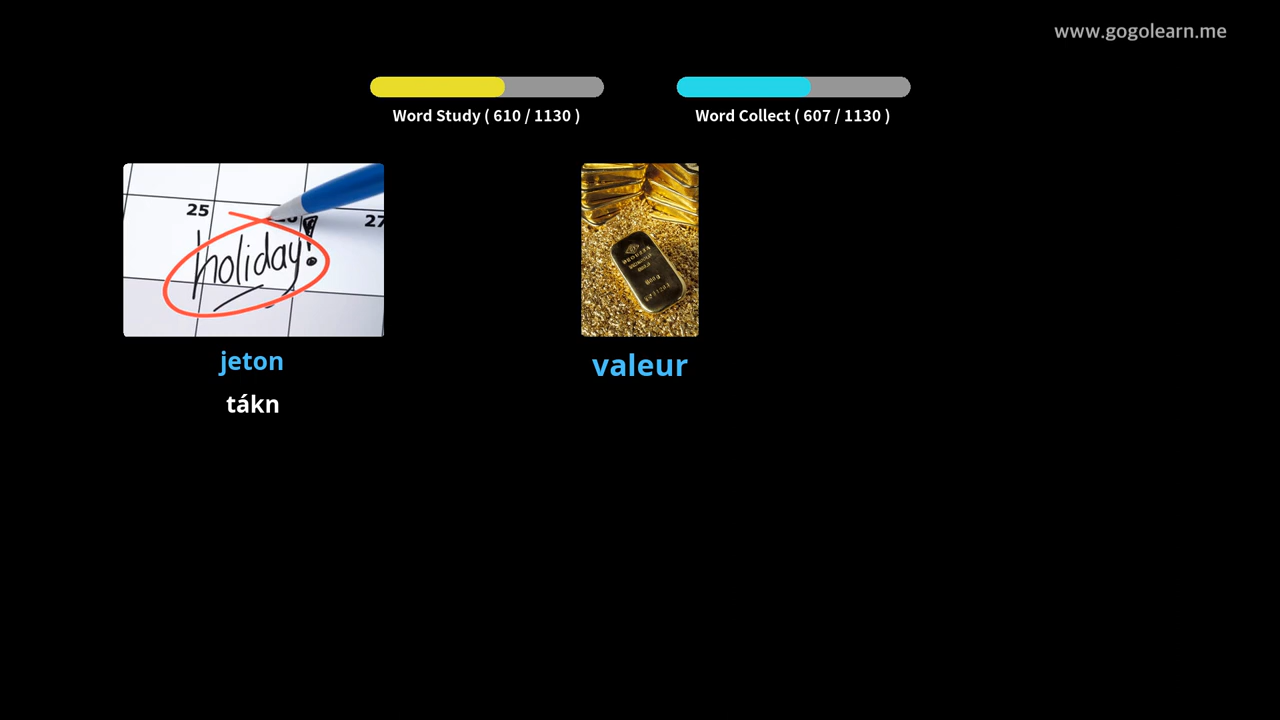 www.gogolearn.me
Word Study ( 610 / 1130 )
Word Collect ( 607 / 1130 )
25
27
holiday!
jeton
valeur
tákn